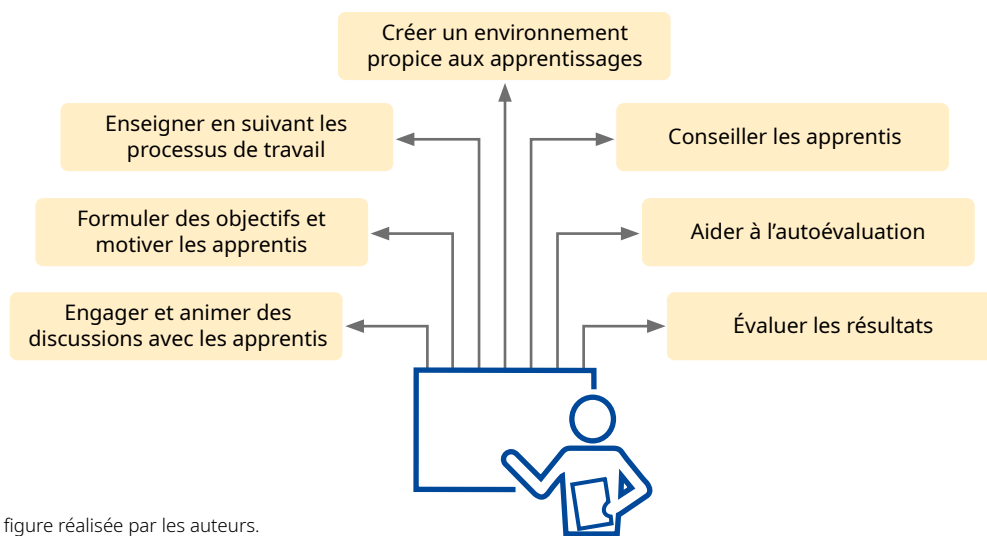 Créer un environnement
propice aux apprentissages
Enseigner en suivant les
processus de travail
Conseiller les apprentis
Formuler des objectifs et
motiver les apprentis
Aider à l’autoévaluation
Engager et animer des
discussions avec les apprentis
Évaluer les résultats
figure réalisée par les auteurs.